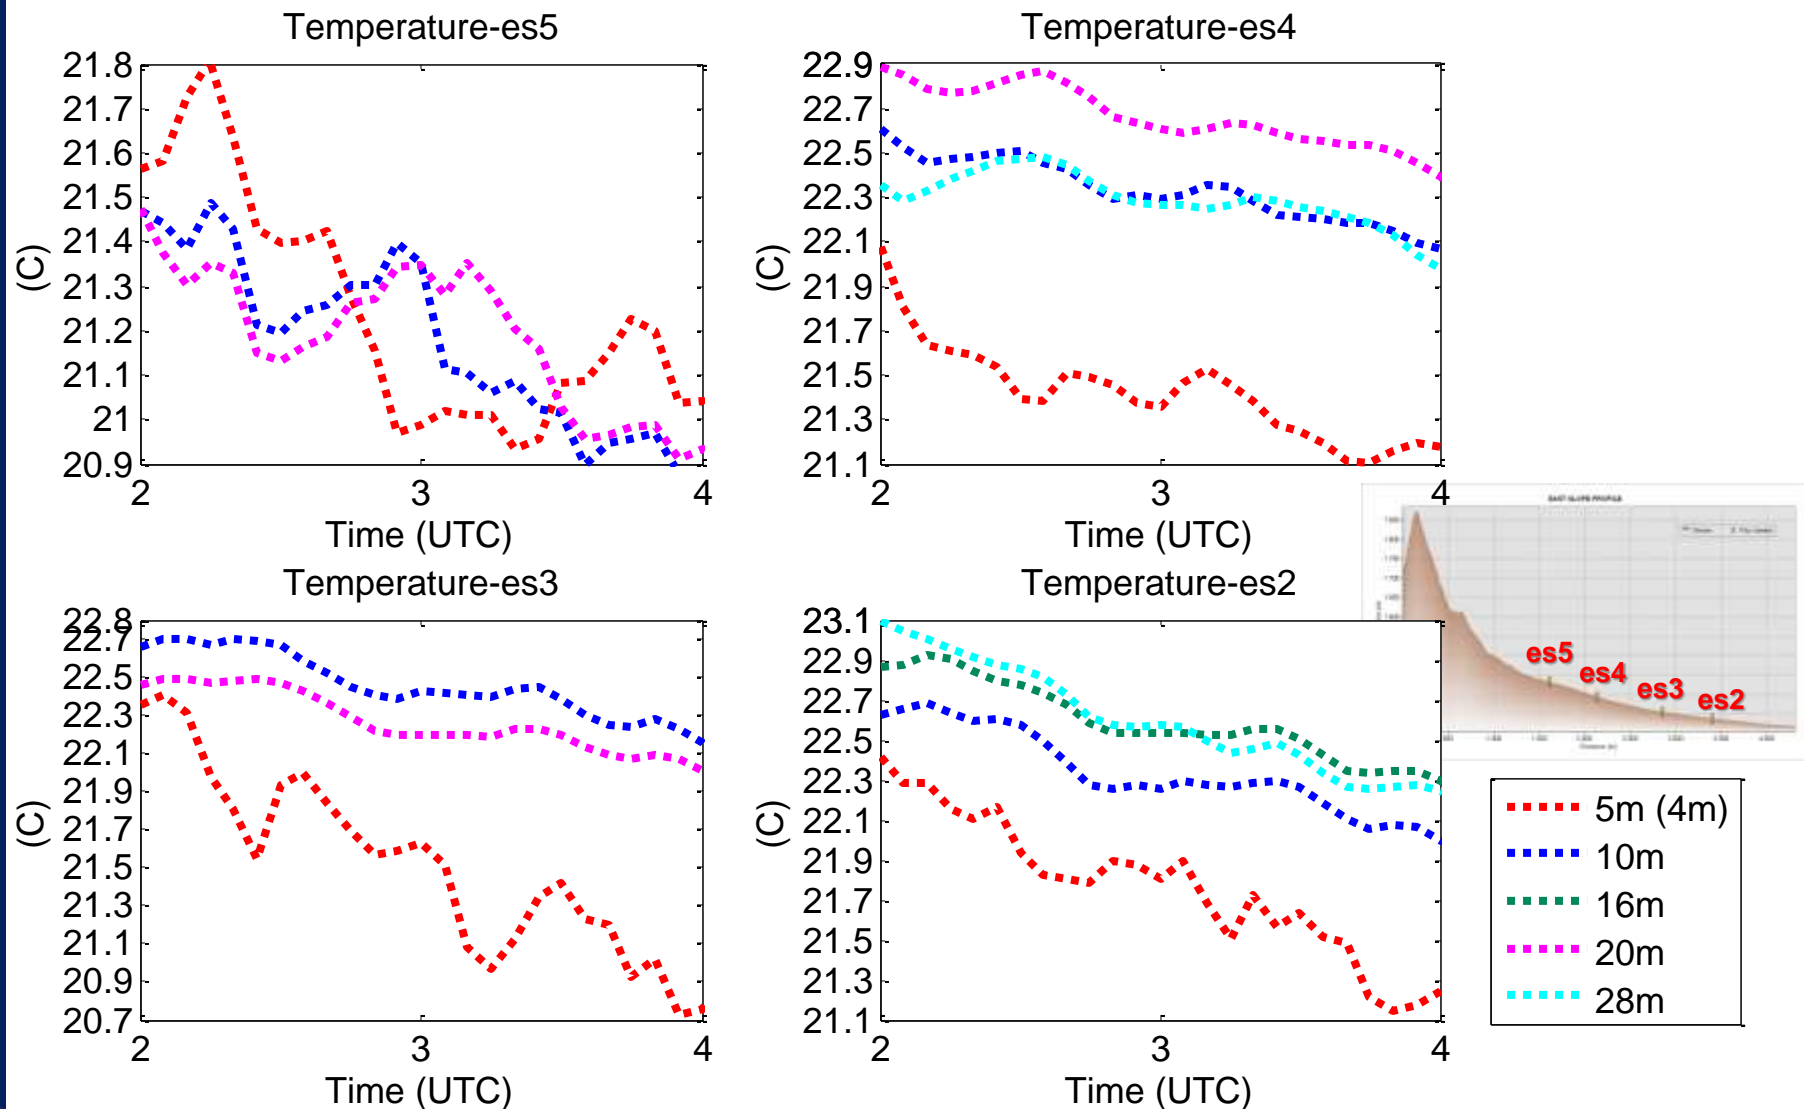 Temperature-es5
21.8
21.7
21.6
21.5
21.4
21.3
21.2
21.1
21
20.9
(C)
2 3 4
Time (UTC)
Temperature-es4
22.9
22.7
22.5
22.3
22.1
21.9
21.7
21.5
21.3
21.1
(C)
2 3 4
Time (UTC)
Temperature-es3
22.8
22.7
22.5
22.3
22.1
21.9
21.7
21.5
21.3
21.1
20.9
20.7
(C)
2 3 4
Time (UTC)
Temperature-es2
23.1
22.9
22.7
22.5
22.3
22.1
21.9
21.7
21.5
21.3
21.1
(C)
2 3 4
Time (UTC)
EAST SLOPE PROFILE
es5
es4
es3
es2
5m (4m)
10m
16m
20m
28m